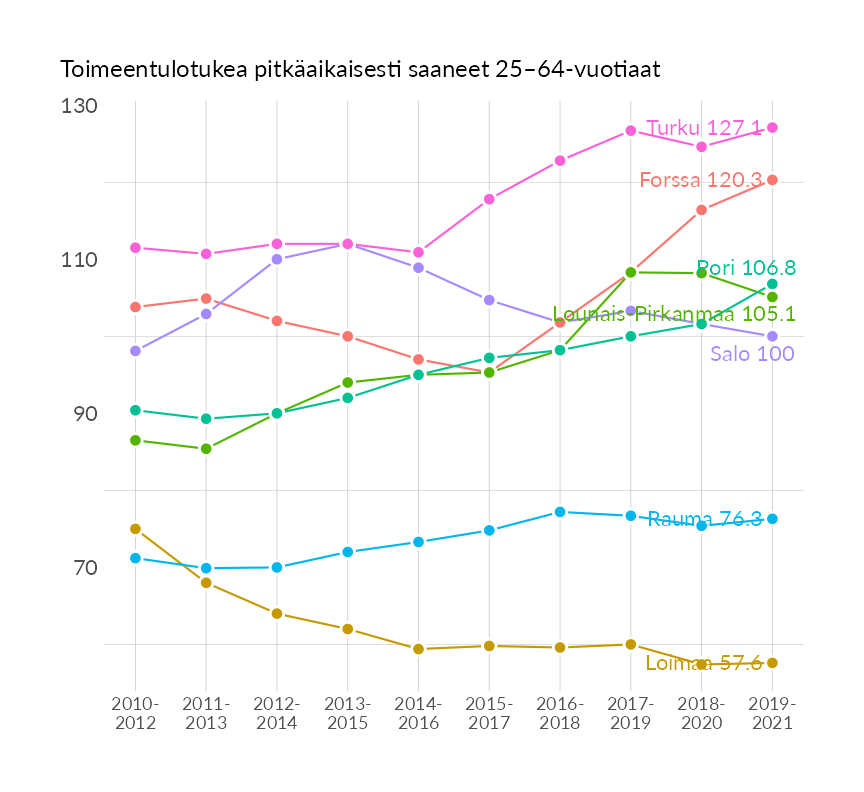 Toimeentulotukea pitkäaikaisesti saaneet 25–64-vuotiaat
130
Turku 127.1
Forssa 120.3
110
Pori 106.8
Lounais-Pirkanmaa 105.1
Salo 100
90
Rauma 76.3
70
Loimaa 57.6
2010- 2011- 2012- 2013- 2014- 2015- 2016- 2017- 2018- 2019-
2012 2013 2014 2015 2016 2017 2018 2019 2020 2021